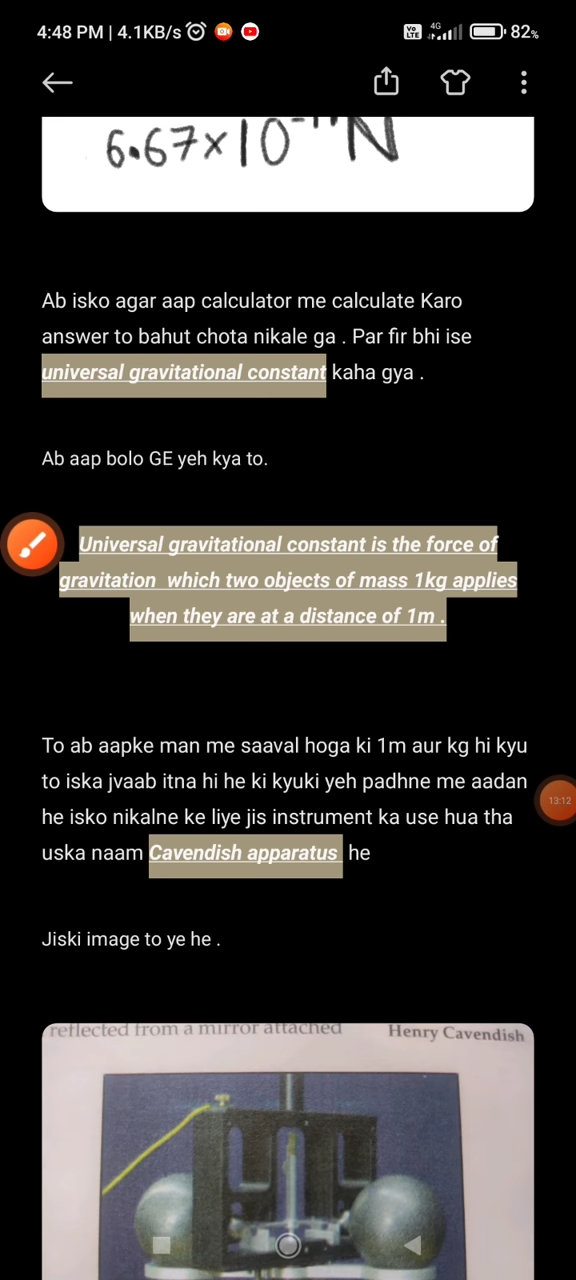 4:48 PM | 4.1KB/s
Vo LTE 4G 82%
6.67×10⁻¹¹N
Ab isko agar aap calculator me calculate Karo
answer to bahut chota nikale ga . Par fir bhi ise
universal gravitational constant kaha gya .
Ab aap bolo GE yeh kya to.
Universal gravitational constant is the force of
gravitation which two objects of mass 1kg applies
when they are at a distance of 1m .
To ab aapke man me saaval hoga ki 1m aur kg hi kyu
to iska jvaab itna hi he ki kyuki yeh padhne me aadan
he isko nikalne ke liye jis instrument ka use hua tha
uska naam Cavendish apparatus he
13:12
Jiski image to ye he .
reflected from a mirror attached
Henry Cavendish